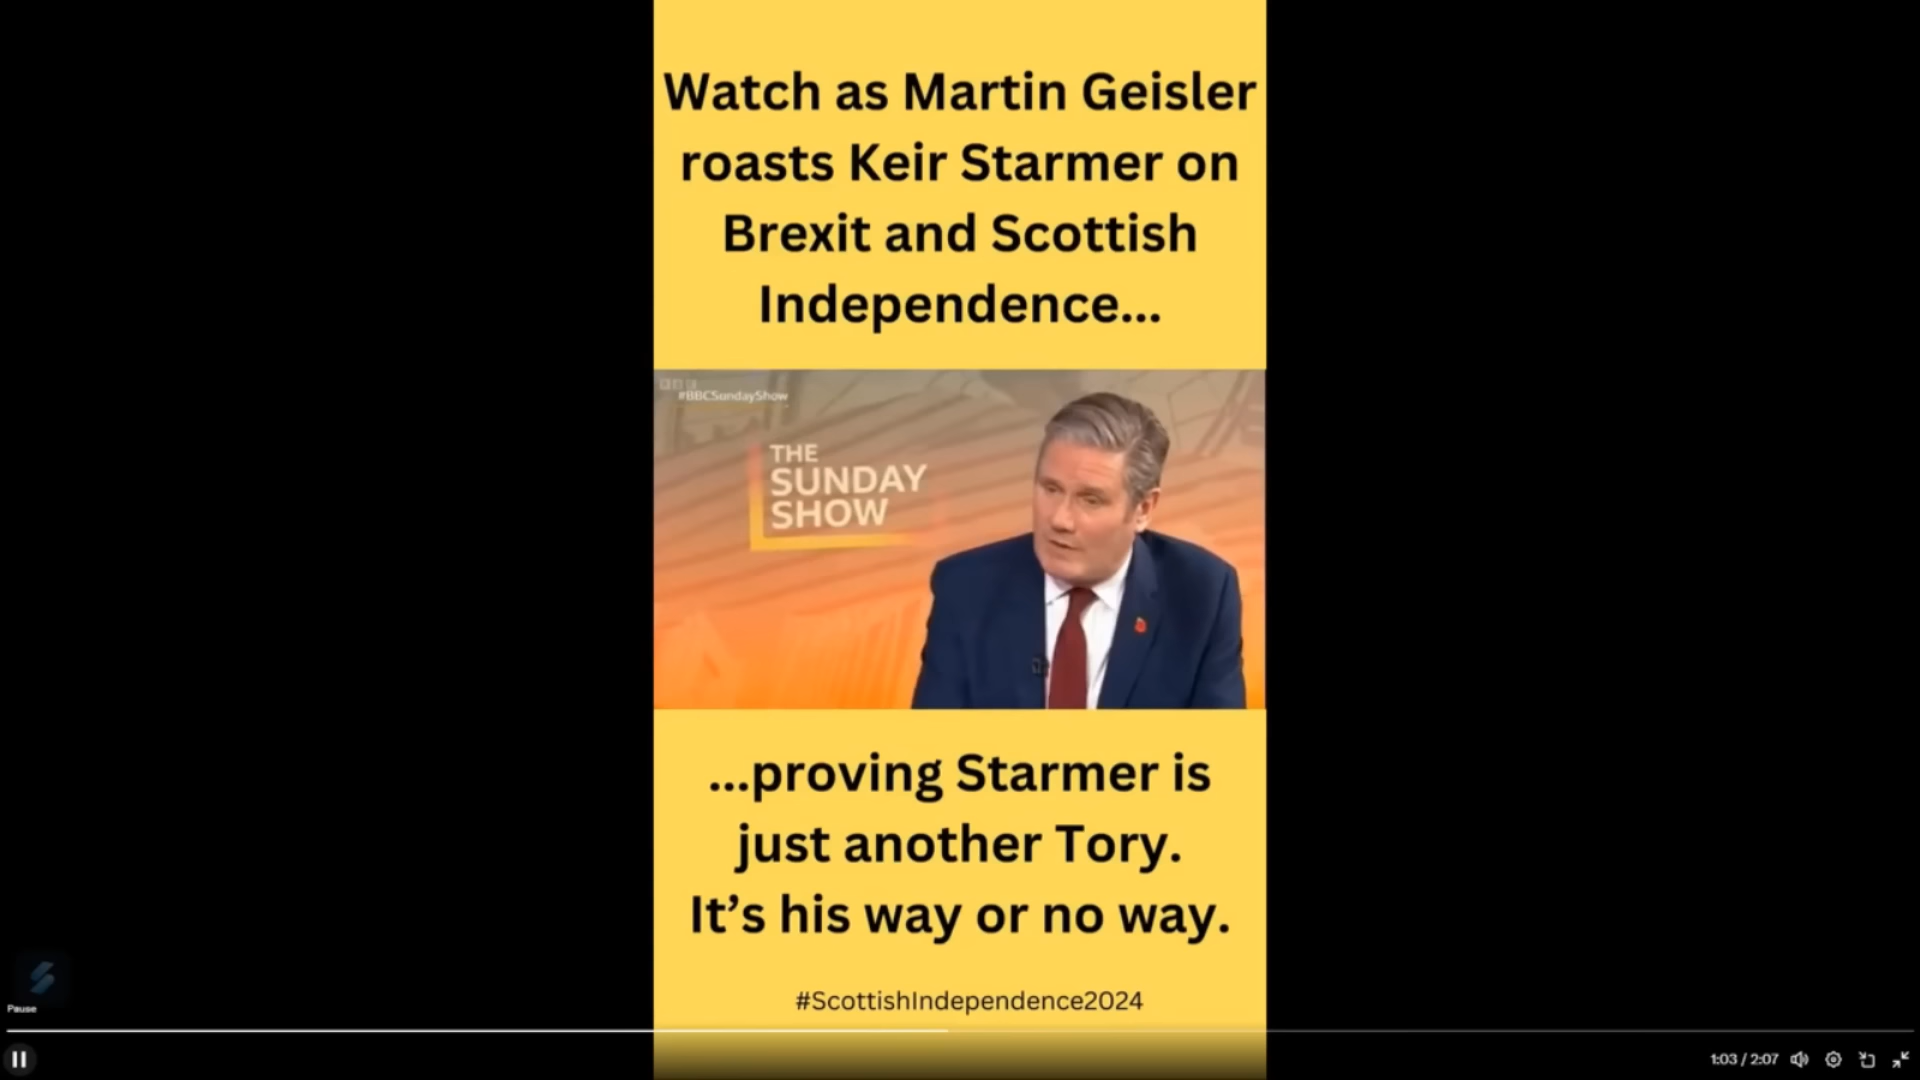 Watch as Martin Geisler
roasts Keir Starmer on
Brexit and Scottish
Independence...
BBC
#BBCSundayShow
THE
SUNDAY
SHOW
...proving Starmer is
just another Tory.
It's his way or no way.
#ScottishIndependence2024
Pause
1:03 / 2:07